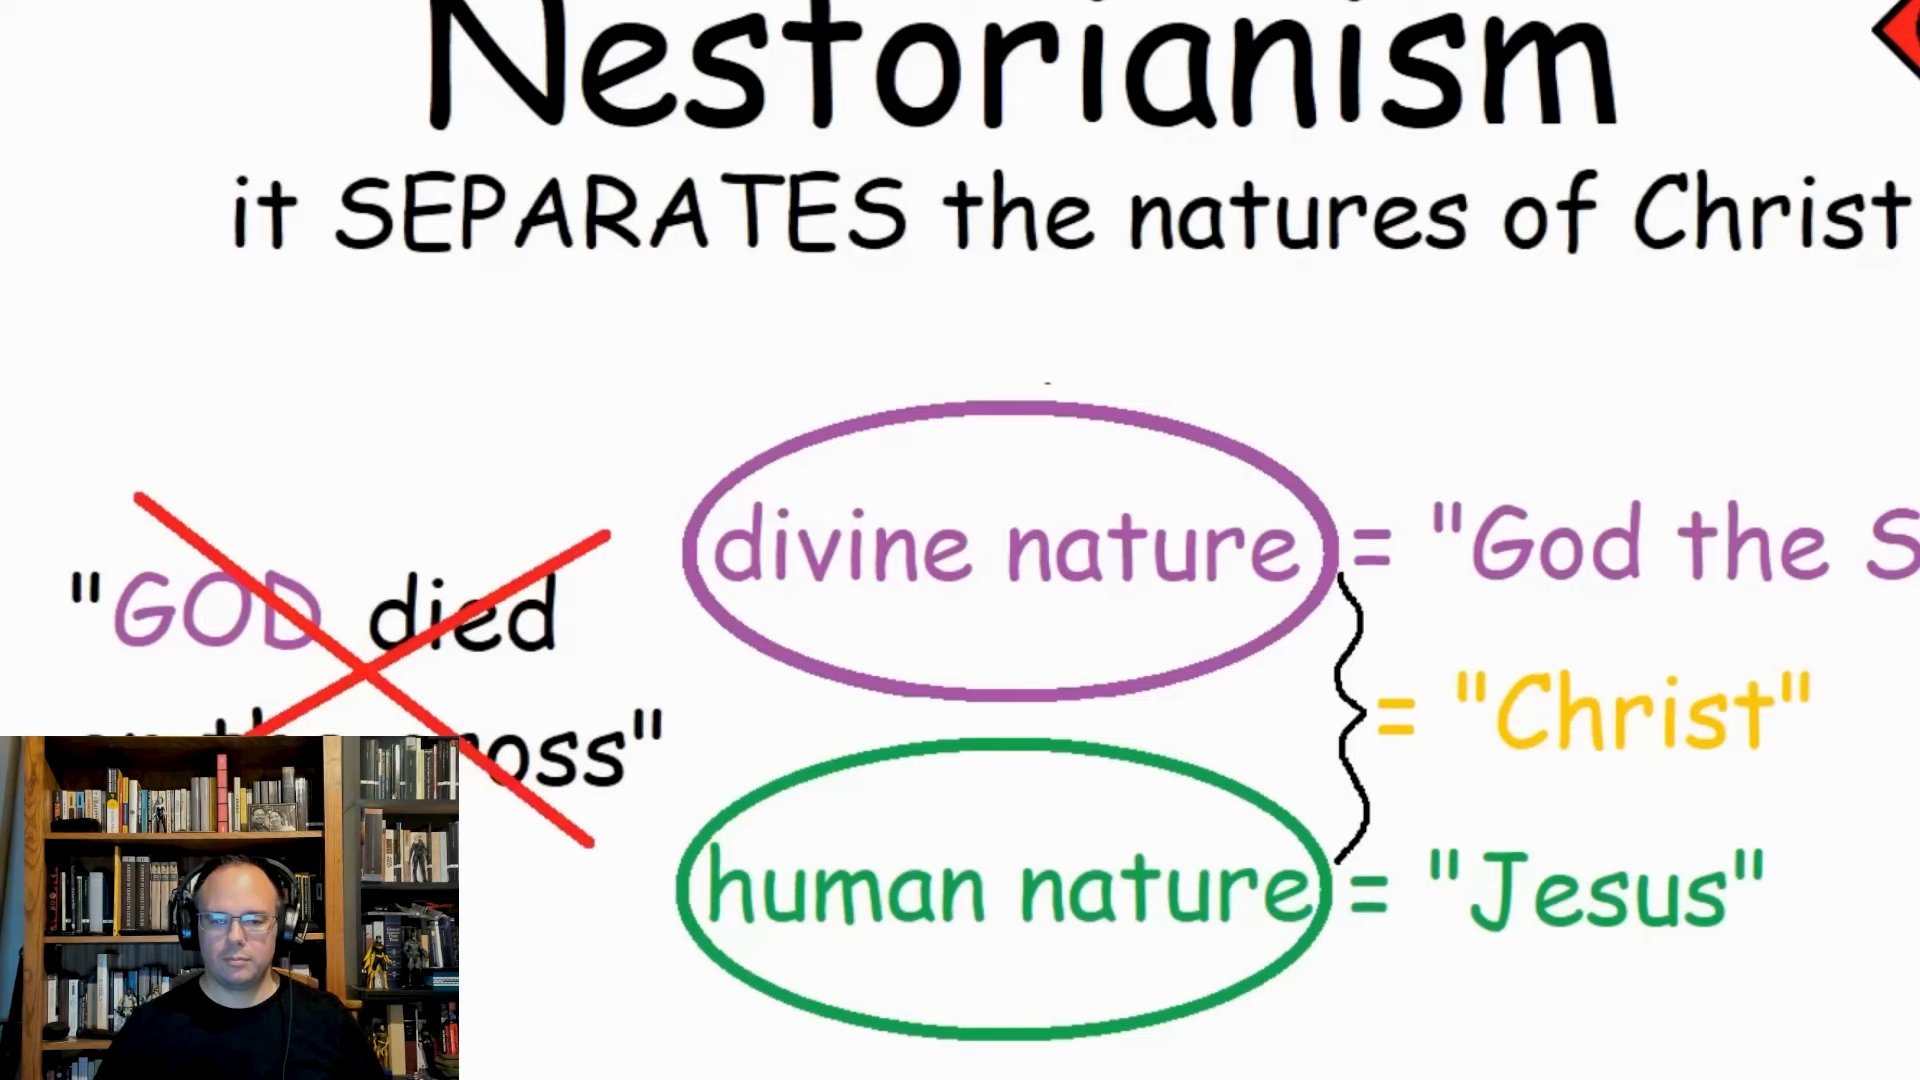 Nestorianism
it SEPARATES the natures of Christ
divine nature = "God the S
"GOD died
= "Christ"
oss"
human nature = "Jesus"